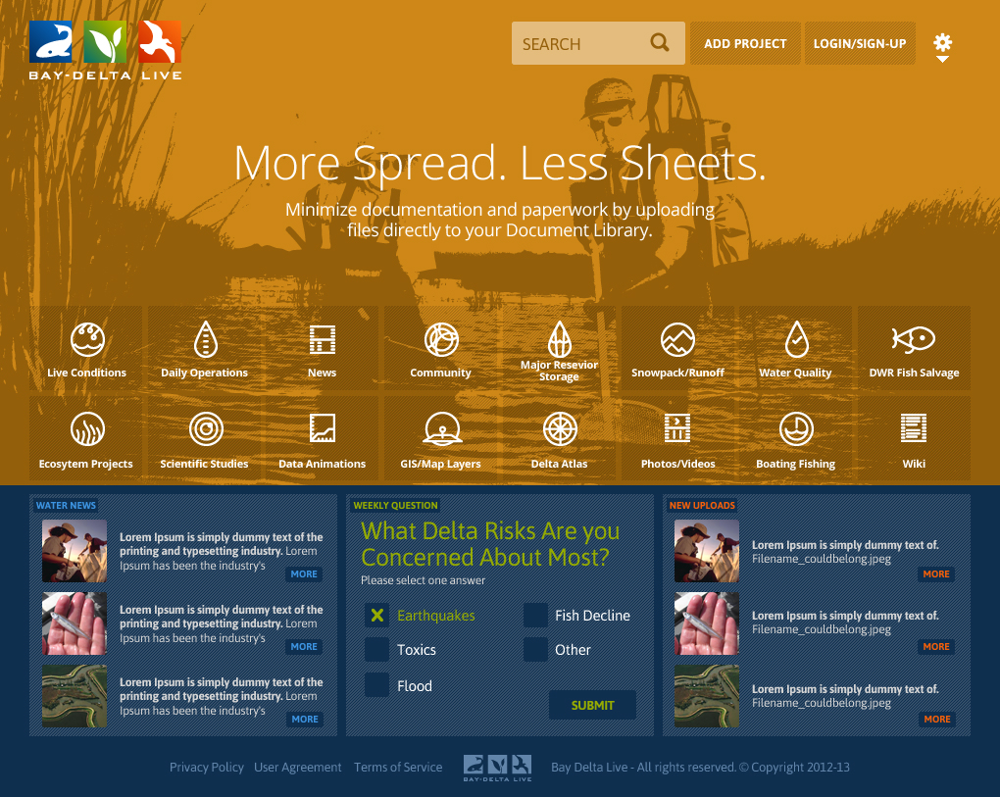 BAY-DELTA LIVE
SEARCH
ADD PROJECT
LOGIN/SIGN-UP
More Spread. Less Sheets.
Minimize documentation and paperwork by uploading
files directly to your Document Library.
Live Conditions
Daily Operations
News
Community
Major Resevior
Storage
Snowpack/Runoff
Water Quality
DWR Fish Salvage
Ecosytem Projects
Scientific Studies
Data Animations
GIS/Map Layers
Delta Atlas
Photos/Videos
Boating Fishing
Wiki
WATER NEWS
Lorem Ipsum is simply dummy text of the
printing and typesetting industry. Lorem
Ipsum has been the industry's
MORE
Lorem Ipsum is simply dummy text of the
printing and typesetting industry. Lorem
Ipsum has been the industry's
MORE
Lorem Ipsum is simply dummy text of the
printing and typesetting industry. Lorem
Ipsum has been the industry's
MORE
WEEKLY QUESTION
What Delta Risks Are you
Concerned About Most?
Please select one answer
Earthquakes
Fish Decline
Toxics
Other
Flood
SUBMIT
NEW UPLOADS
Lorem Ipsum is simply dummy text of.
Filename_couldbelong.jpeg
MORE
Lorem Ipsum is simply dummy text of.
Filename_couldbelong.jpeg
MORE
Lorem Ipsum is simply dummy text of.
Filename_couldbelong.jpeg
MORE
Privacy Policy User Agreement Terms of Service
BAY-DELTA LIVE
Bay Delta Live - All rights reserved. © Copyright 2012-13